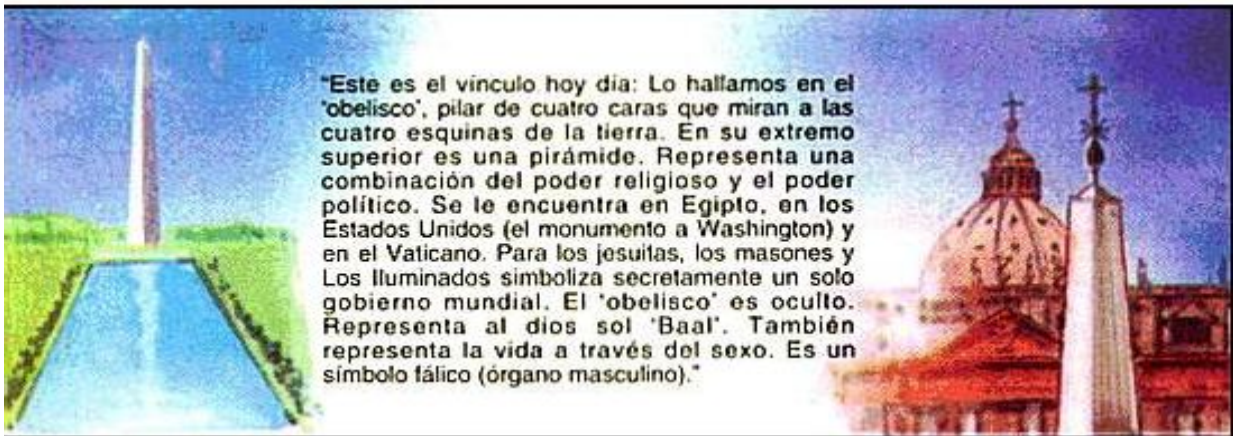 "Este es el vínculo hoy día: Lo hallamos en el
'obelisco', pilar de cuatro caras que miran a las
cuatro esquinas de la tierra. En su extremo
superior es una pirámide. Representa una
combinación del poder religioso y el poder
político. Se le encuentra en Egipto, en los
Estados Unidos (el monumento a Washington) y
en el Vaticano. Para los jesuitas, los masones y
Los Iluminados simboliza secretamente un solo
gobierno mundial. El 'obelisco' es oculto.
Representa al dios sol 'Baal'. También
representa la vida a través del sexo. Es un
símbolo fálico (órgano masculino)."